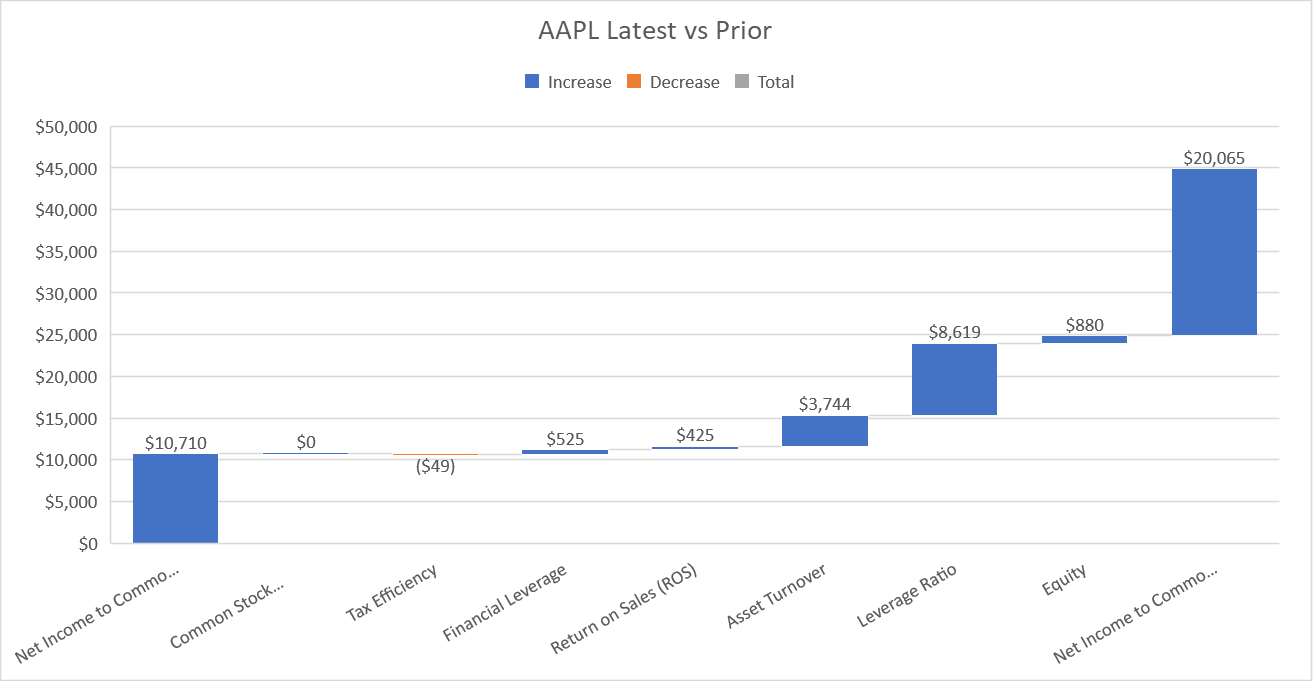 AAPL Latest vs Prior
Increase Decrease Total
$50,000
$45,000
$40,000
$35,000
$30,000
$25,000
$20,000
$15,000
$10,000
$5,000
$0
$10,710
$0
($49)
$525
$425
$3,744
$8,619
$880
$20,065
Net Income to Commo...
Common Stock...
Tax Efficiency
Financial Leverage
Return on Sales (ROS)
Asset Turnover
Leverage Ratio
Equity
Net Income to Commo...